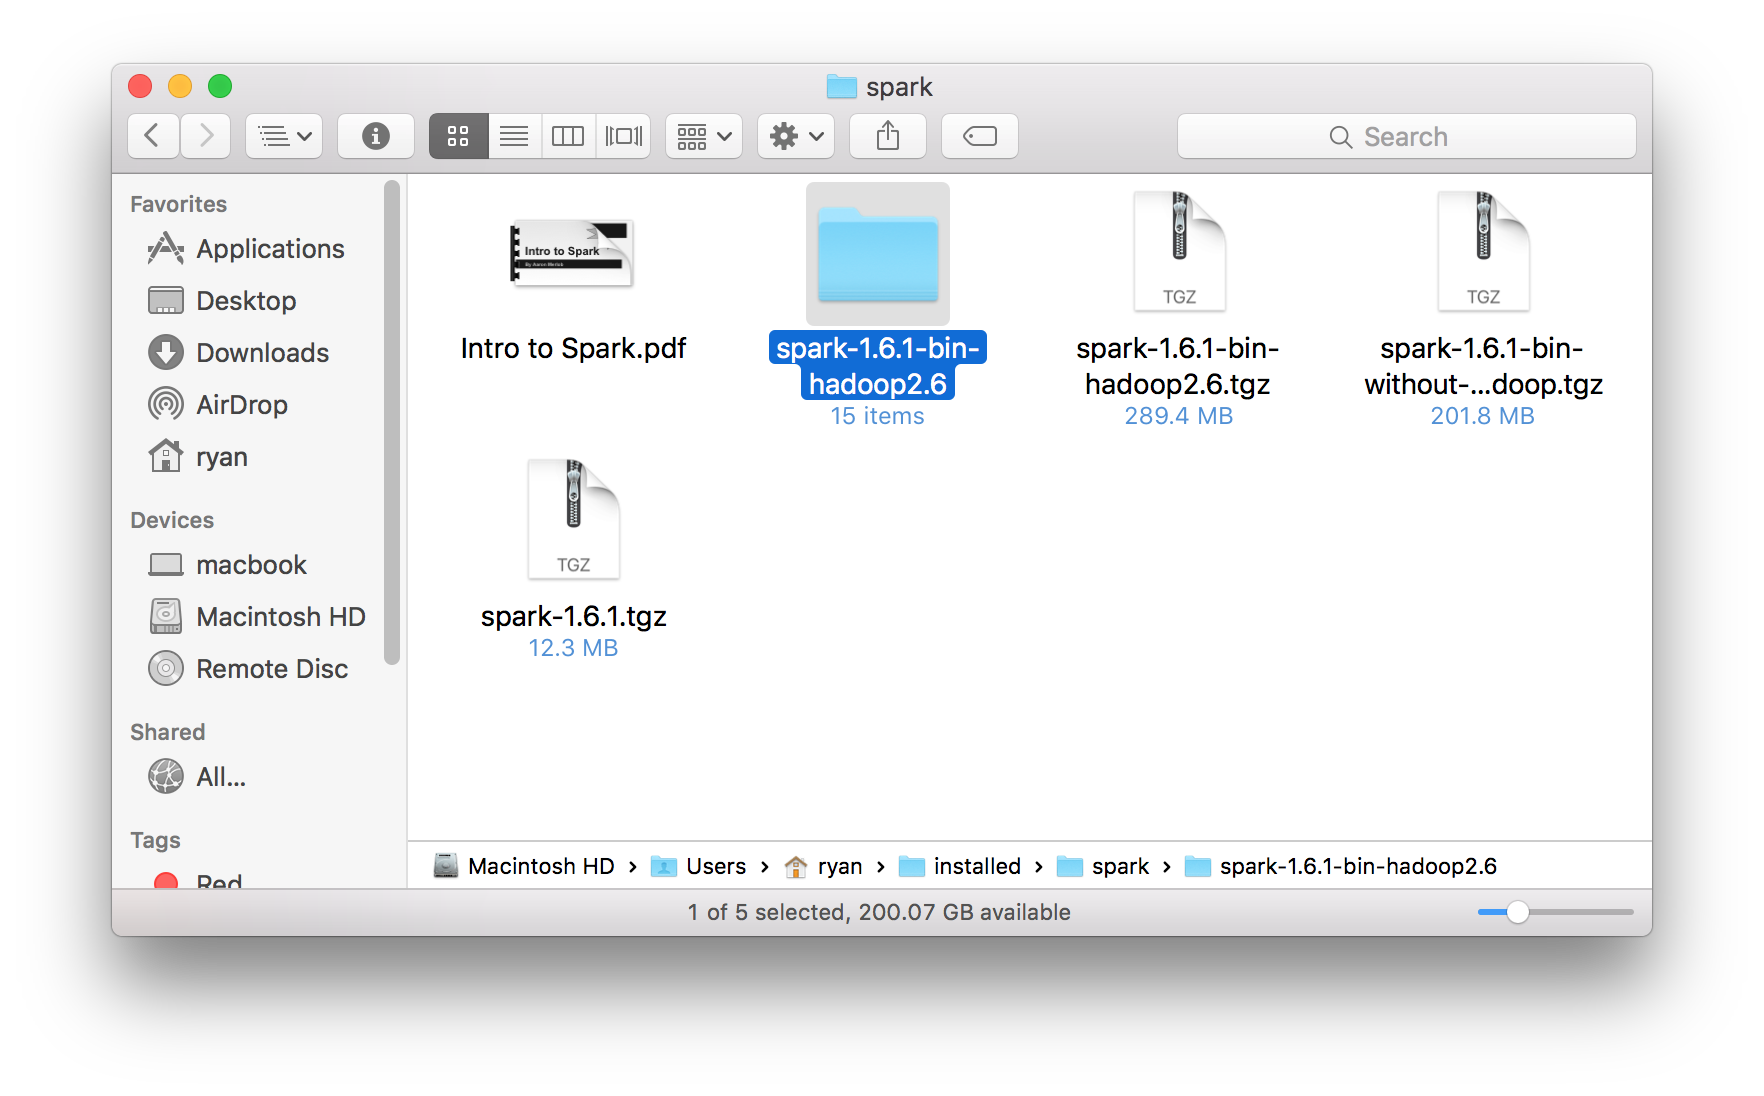 spark
Search
Favorites
Applications
Desktop
Downloads
AirDrop
ryan
Devices
macbook
Macintosh HD
Remote Disc
Shared
All...
Tags
Red
Intro to Spark
By Aaron Merick
Intro to Spark.pdf
spark-1.6.1-bin-
hadoop2.6
15 items
TGZ
spark-1.6.1-bin-
hadoop2.6.tgz
289.4 MB
TGZ
spark-1.6.1-bin-
without-...doop.tgz
201.8 MB
TGZ
spark-1.6.1.tgz
12.3 MB
Macintosh HD › Users › ryan › installed › spark › spark-1.6.1-bin-hadoop2.6
1 of 5 selected, 200.07 GB available